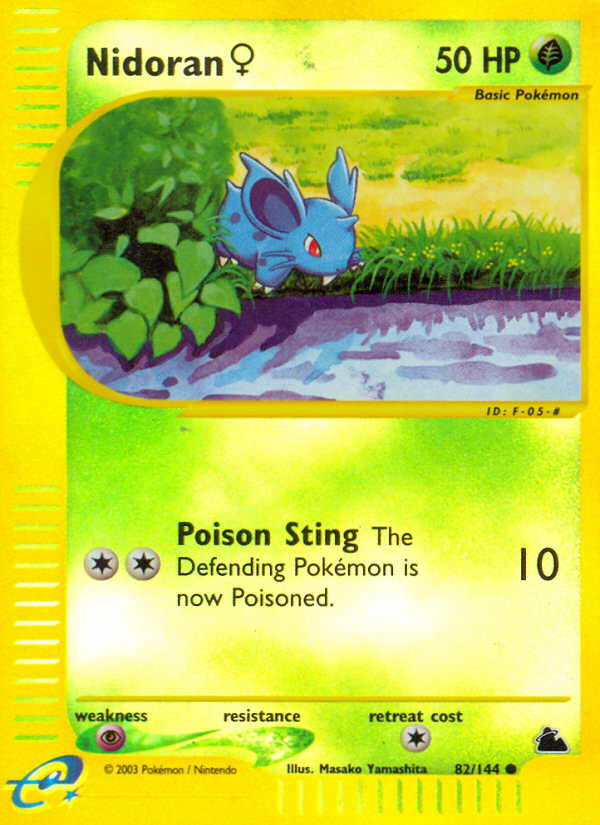 Nidoran♀ 50 HP
Basic Pokémon
ID: F-05-#
Poison Sting The
Defending Pokémon is
now Poisoned.
10
weakness resistance retreat cost
© 2003 Pokémon / Nintendo Illus. Masako Yamashita 82/144 ●
e